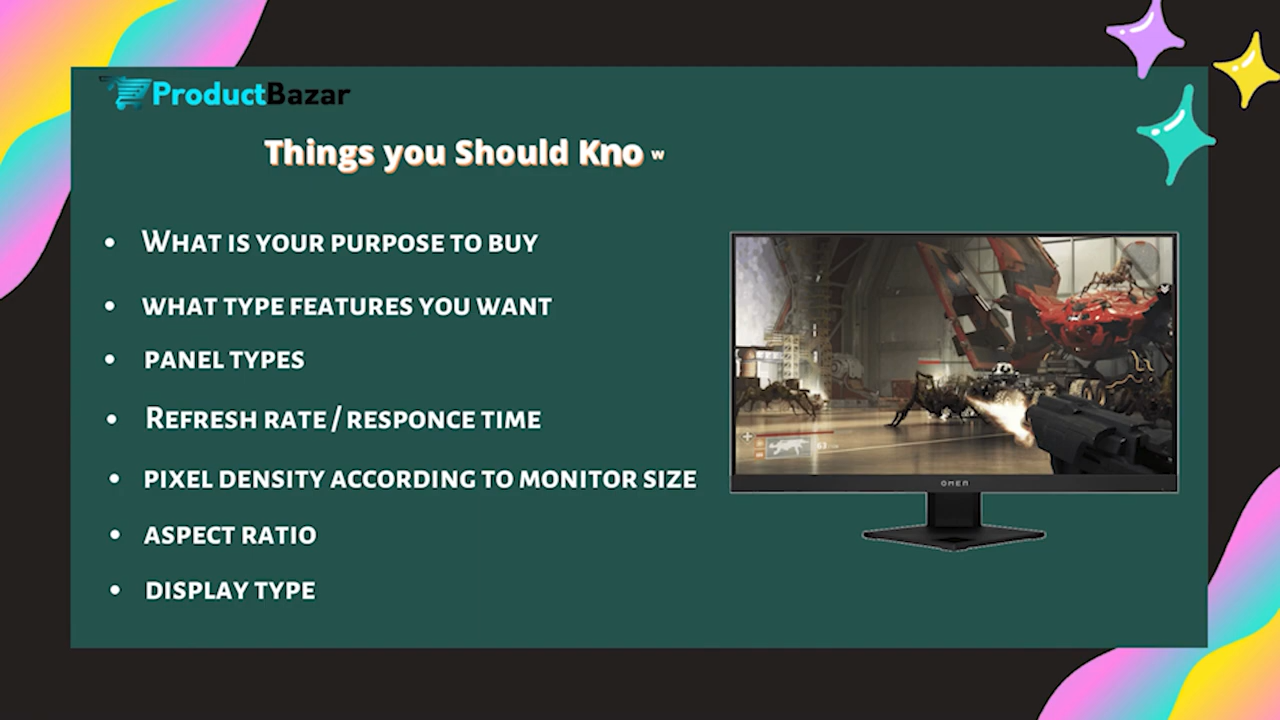 ProductBazar
Things you Should Kno w
What is your purpose to buy
what type features you want
panel types
Refresh rate / responce time
pixel density according to monitor size
aspect ratio
display type
OMEN
63